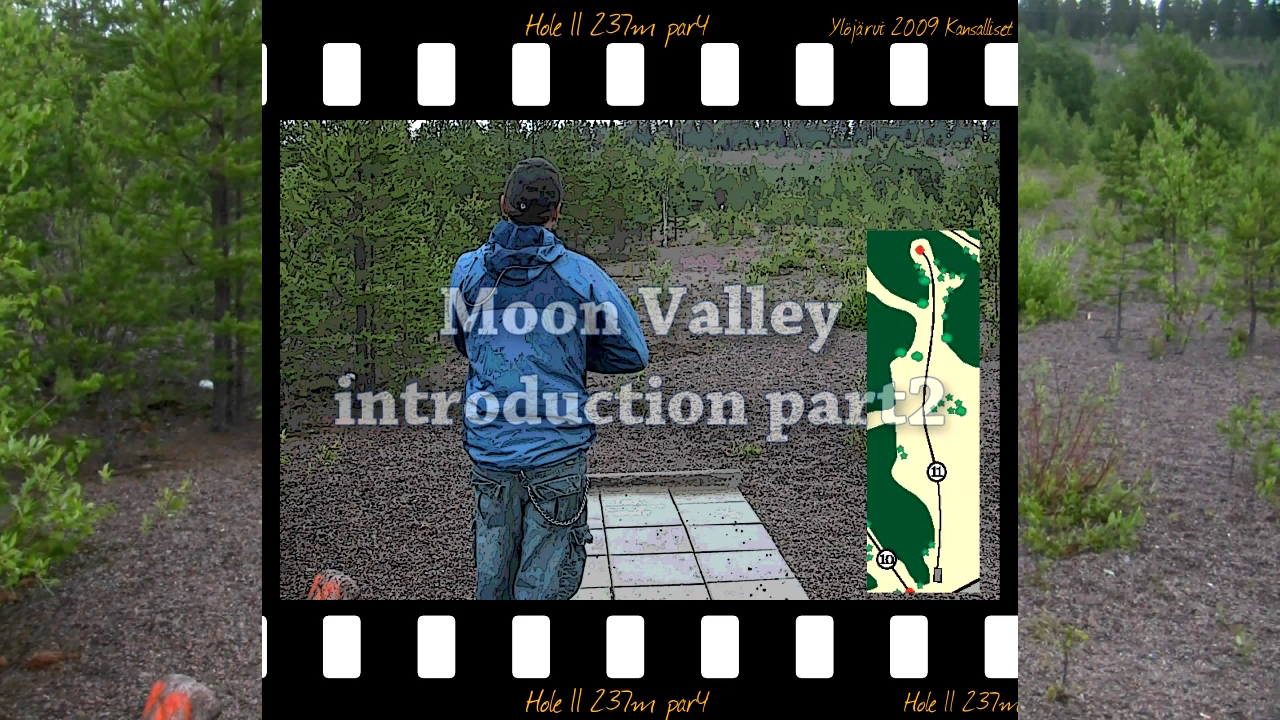 Hole 11 237m par4
Ylöjärvi 2009 Kansalliset
Moon Valley
introduction part2
11
10
Hole 11 237m par4
Hole 11 237m